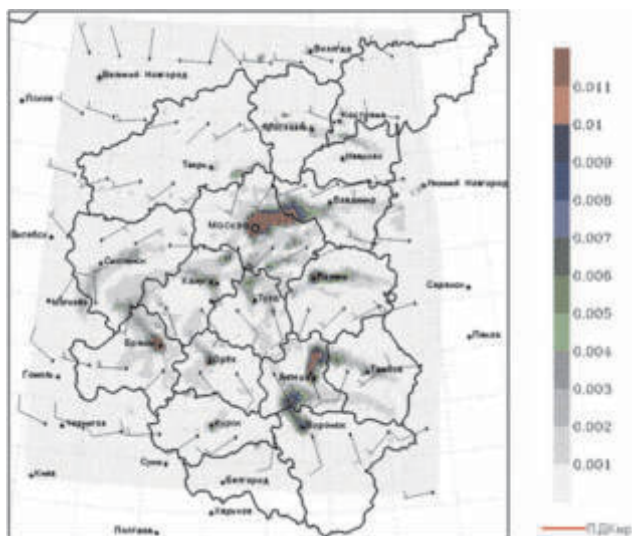 Вологда
Великий Новгород
Псков
Кострома
Ярославль
Иваново
Тверь
Владимир
Нижний Новгород
Москва
Витебск
Смоленск
Калуга
Рязань
Тула
Саранск
Могилев
Брянск
Пенза
Орёл
Липецк
Тамбов
Гомель
Чернигов
Курск
Воронеж
Сумы
Киев
Белгород
Харьков
Полтава
0.011
0.01
0.009
0.008
0.007
0.006
0.005
0.004
0.003
0.002
0.001